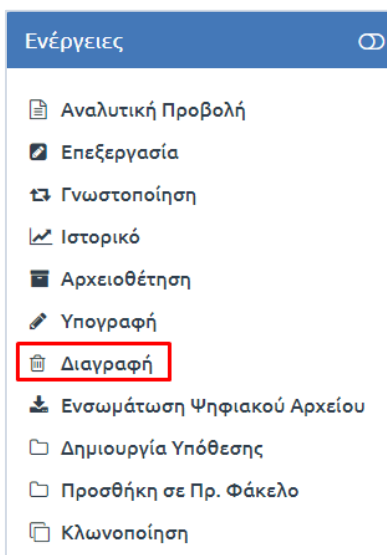 Ενέργειες
Αναλυτική Προβολή
Επεξεργασία
Γνωστοποίηση
Ιστορικό
Αρχειοθέτηση
Υπογραφή
Διαγραφή
Ενσωμάτωση Ψηφιακού Αρχείου
Δημιουργία Υπόθεσης
Προσθήκη σε Πρ. Φάκελο
Κλωνοποίηση